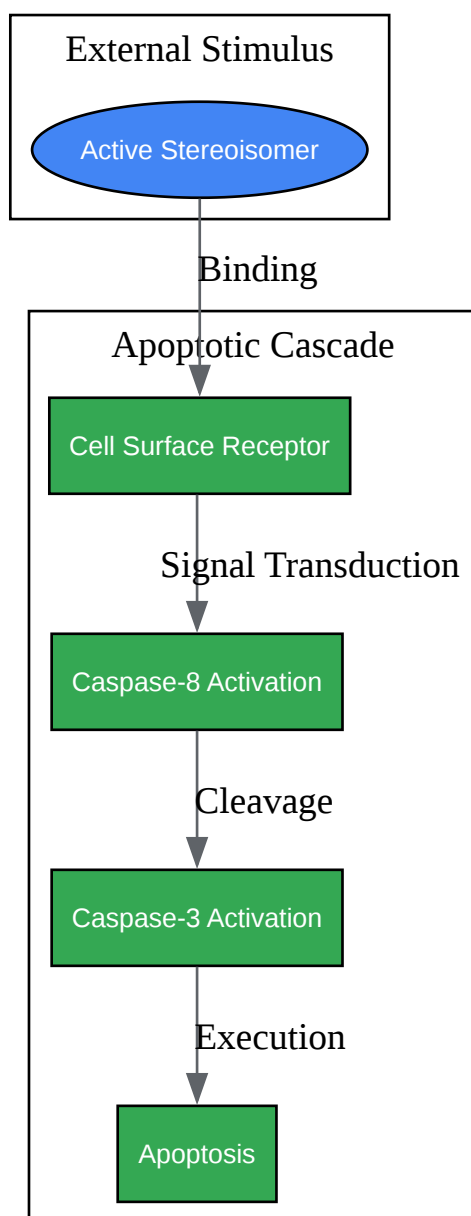 External Stimulus
Active Stereoisomer
Binding
Apoptotic Cascade
Cell Surface Receptor
Signal Transduction
Caspase-8 Activation
Cleavage
Caspase-3 Activation
Execution
Apoptosis